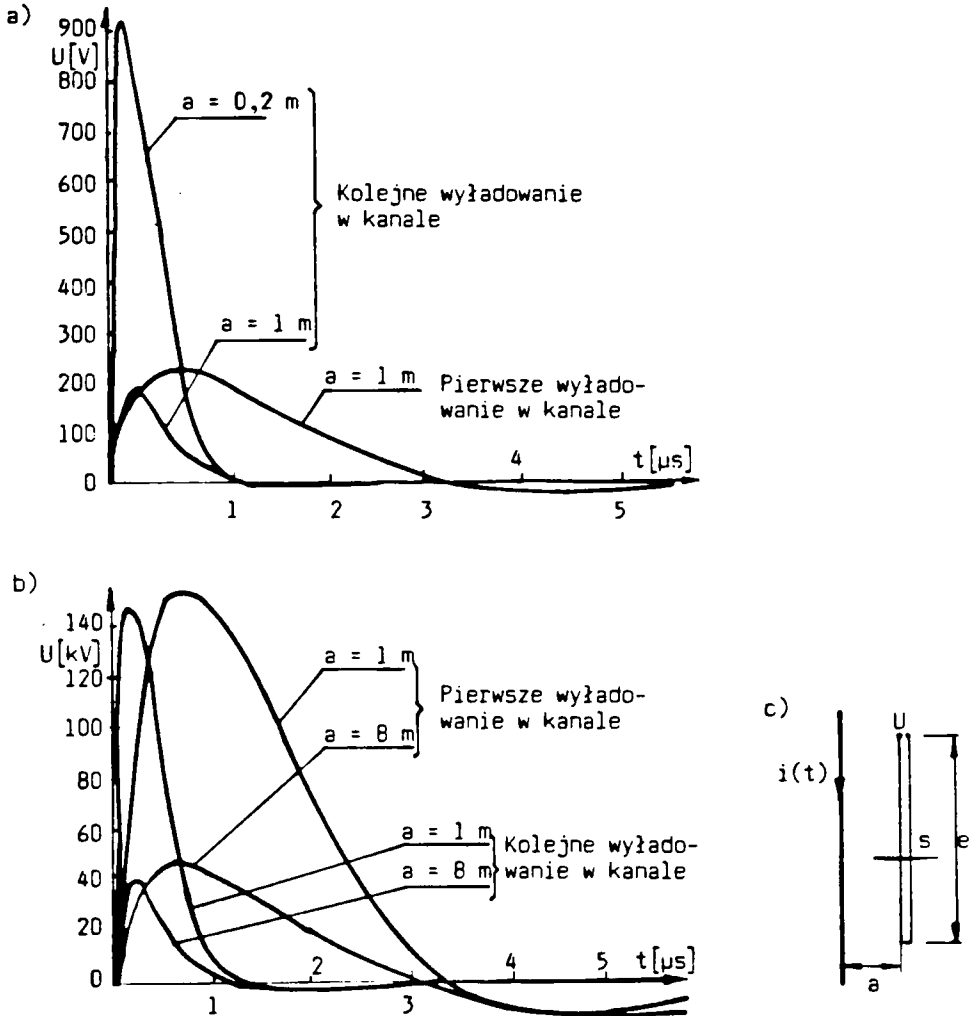 a)
900
U[V]
800
700
600
500
400
300
200
100
0
a = 0,2 m
Kolejne wyładowanie
w kanale
a = 1 m
a = 1 m
Pierwsze wyłado-
wanie w kanale
1
2
3
4
5
t[µs]
b)
140
U[kV]
120
100
80
60
40
20
0
a = 1 m
Pierwsze wyłado-
wanie w kanale
a = 8 m
a = 1 m
a = 8 m
Kolejne wyłado-
wanie w kanale
1
2
3
4
5
t[µs]
c)
U
i(t)
s
e
a